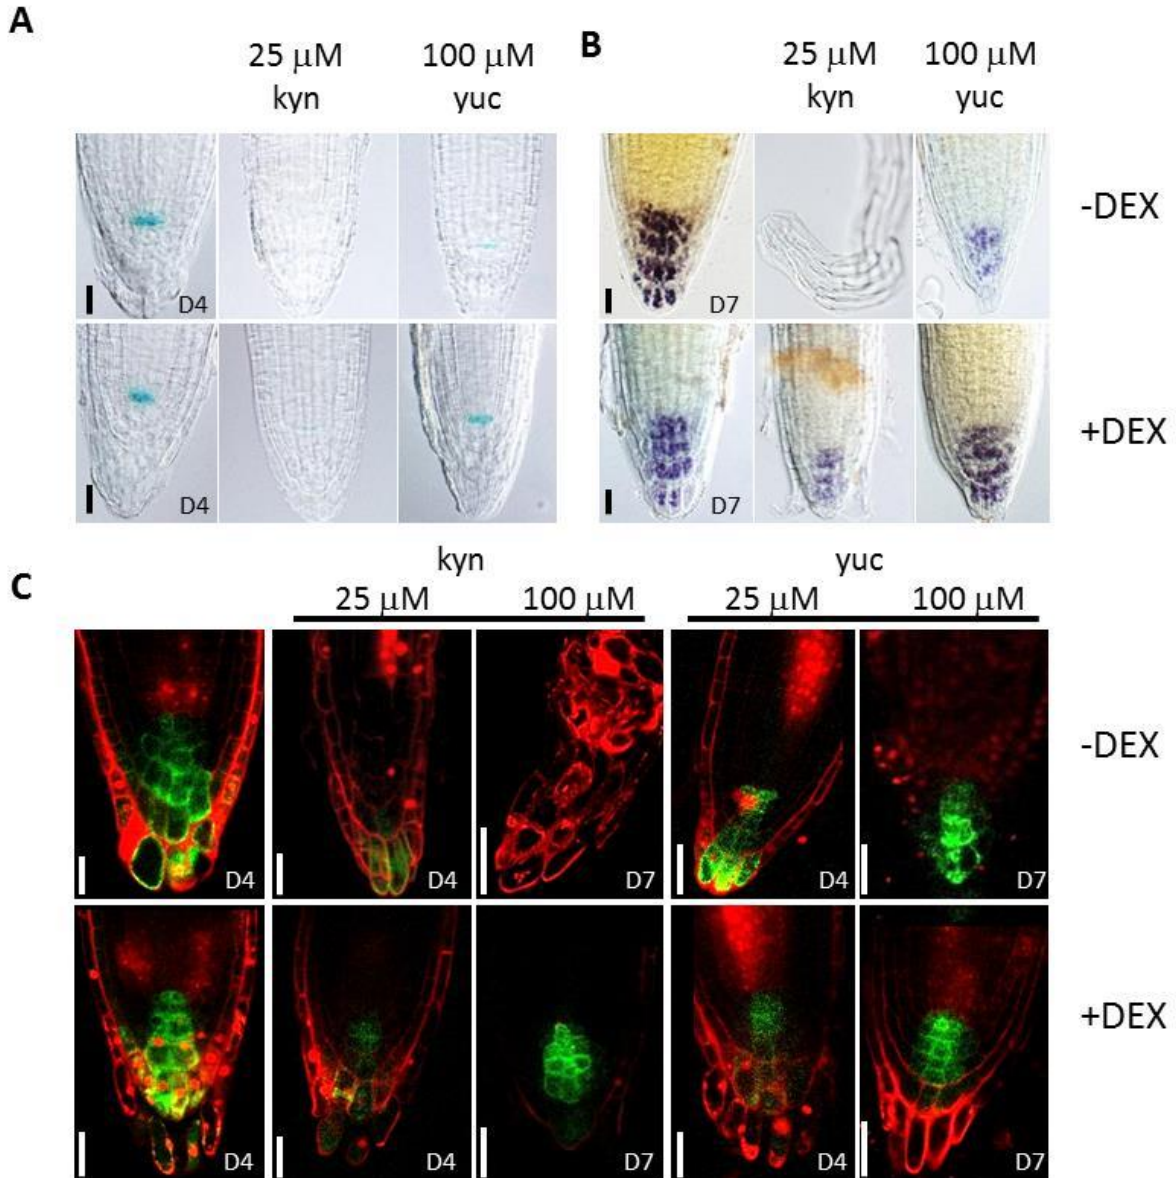 A
25 μM
kyn
100 μM
yuc
B
25 μM
kyn
100 μM
yuc
D4
D7
-DEX
D4
D7
+DEX
C
kyn
yuc
25 μM
100 μM
25 μM
100 μM
D4
D4
D7
D4
D7
-DEX
D4
D4
D7
D4
D7
+DEX